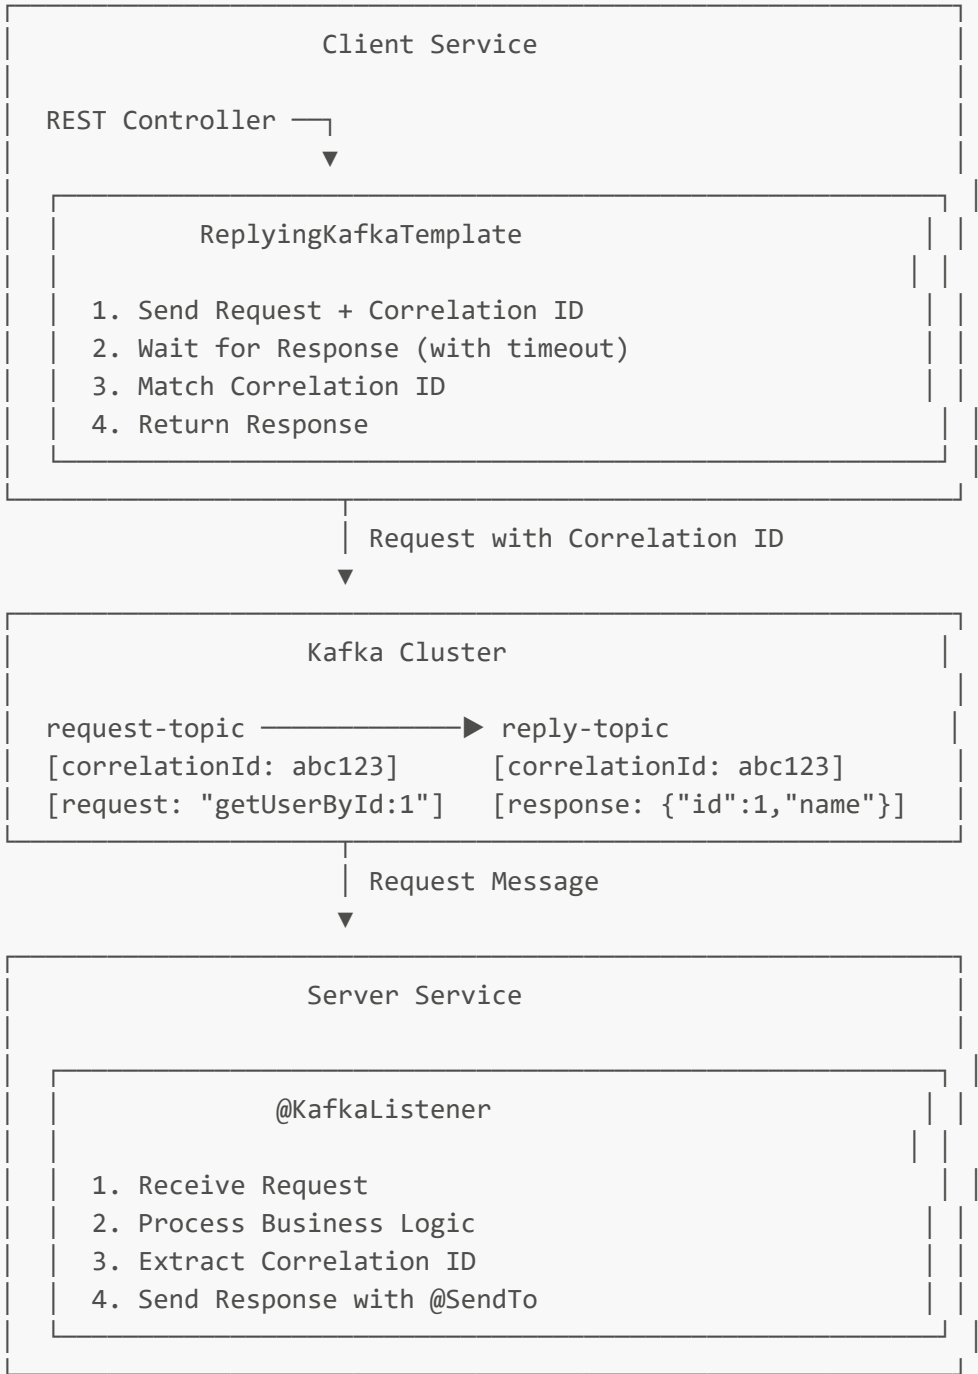 Client Service
REST Controller
ReplyingKafkaTemplate
1. Send Request + Correlation ID
2. Wait for Response (with timeout)
3. Match Correlation ID
4. Return Response
Request with Correlation ID
Kafka Cluster
request-topic ▶ reply-topic
[correlationId: abc123] [correlationId: abc123]
[request: "getUserById:1"] [response: {"id":1,"name"}]
Request Message
Server Service
@KafkaListener
1. Receive Request
2. Process Business Logic
3. Extract Correlation ID
4. Send Response with @SendTo